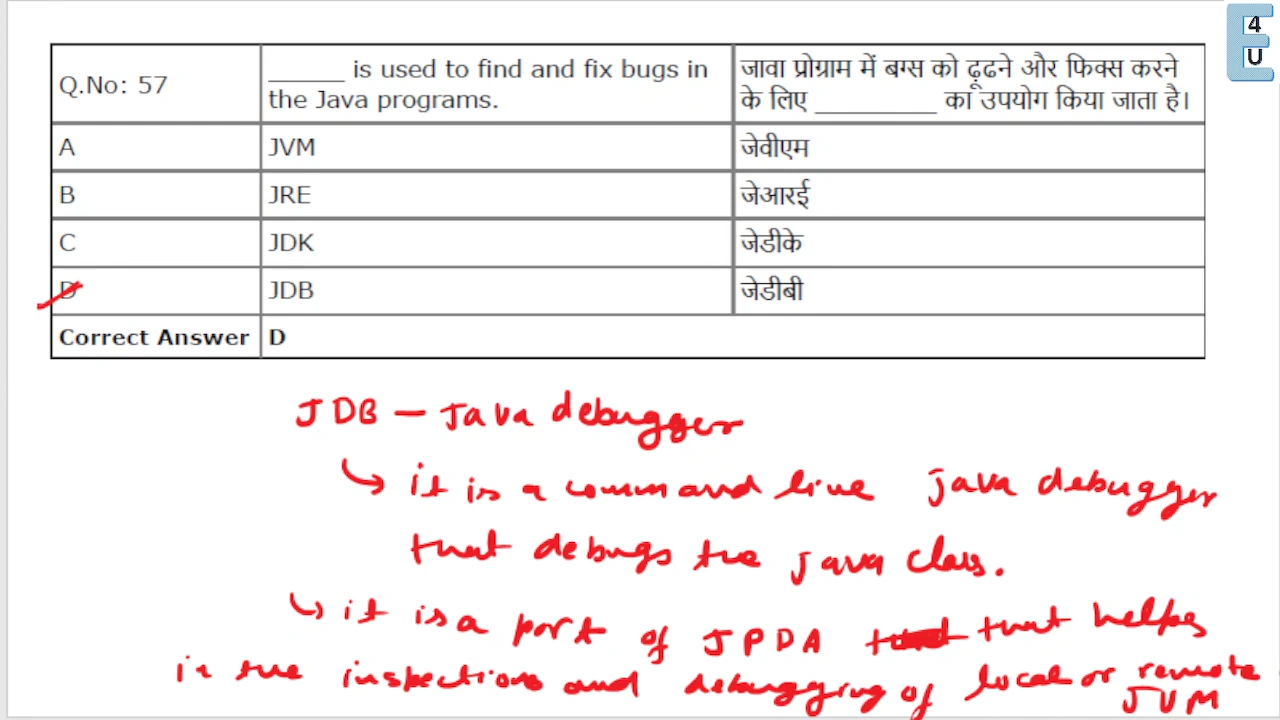 4
U
Q.No: 57
______ is used to find and fix bugs in
the Java programs.
जावा प्रोग्राम में बग्स को ढूढने और फिक्स करने
के लिए _________ का उपयोग किया जाता है।
A JVM जेवीएम
B JRE जेआरई
C JDK जेडीके
D JDB जेडीबी
Correct Answer D
JDB – Java debugger
it is a command line java debugger
that debugs the java class.
it is a part of JPDA that helps
in the inspections and debugging of local or remote
JVM